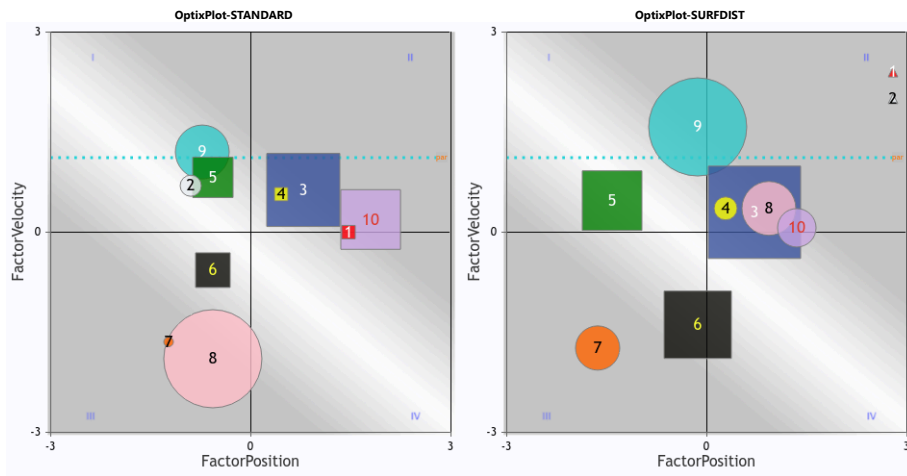 OptixPlot-STANDARD
OptixPlot-SURFDIST
3
I
II
9
par
5
2
4
3
10
1
FactorVelocity
0
6
7
8
III
IV
-3
-3
0
3
FactorPosition
3
I
II
1
2
9
par
5
4
3
8
10
FactorVelocity
0
6
7
III
IV
-3
-3
0
3
FactorPosition